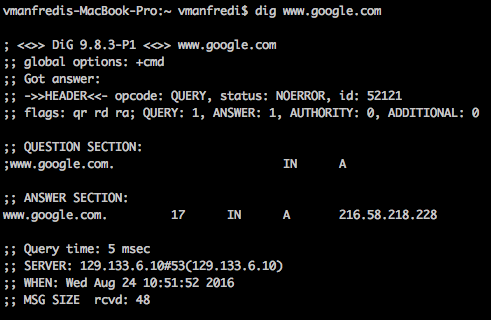 vmanfredis-MacBook-Pro:~ vmanfredi$ dig www.google.com
; <<>> DiG 9.8.3-P1 <<>> www.google.com
;; global options: +cmd
;; Got answer:
;; ->>HEADER<<- opcode: QUERY, status: NOERROR, id: 52121
;; flags: qr rd ra; QUERY: 1, ANSWER: 1, AUTHORITY: 0, ADDITIONAL: 0
;; QUESTION SECTION:
;www.google.com. IN A
;; ANSWER SECTION:
www.google.com. 17 IN A 216.58.218.228
;; Query time: 5 msec
;; SERVER: 129.133.6.10#53(129.133.6.10)
;; WHEN: Wed Aug 24 10:51:52 2016
;; MSG SIZE rcvd: 48